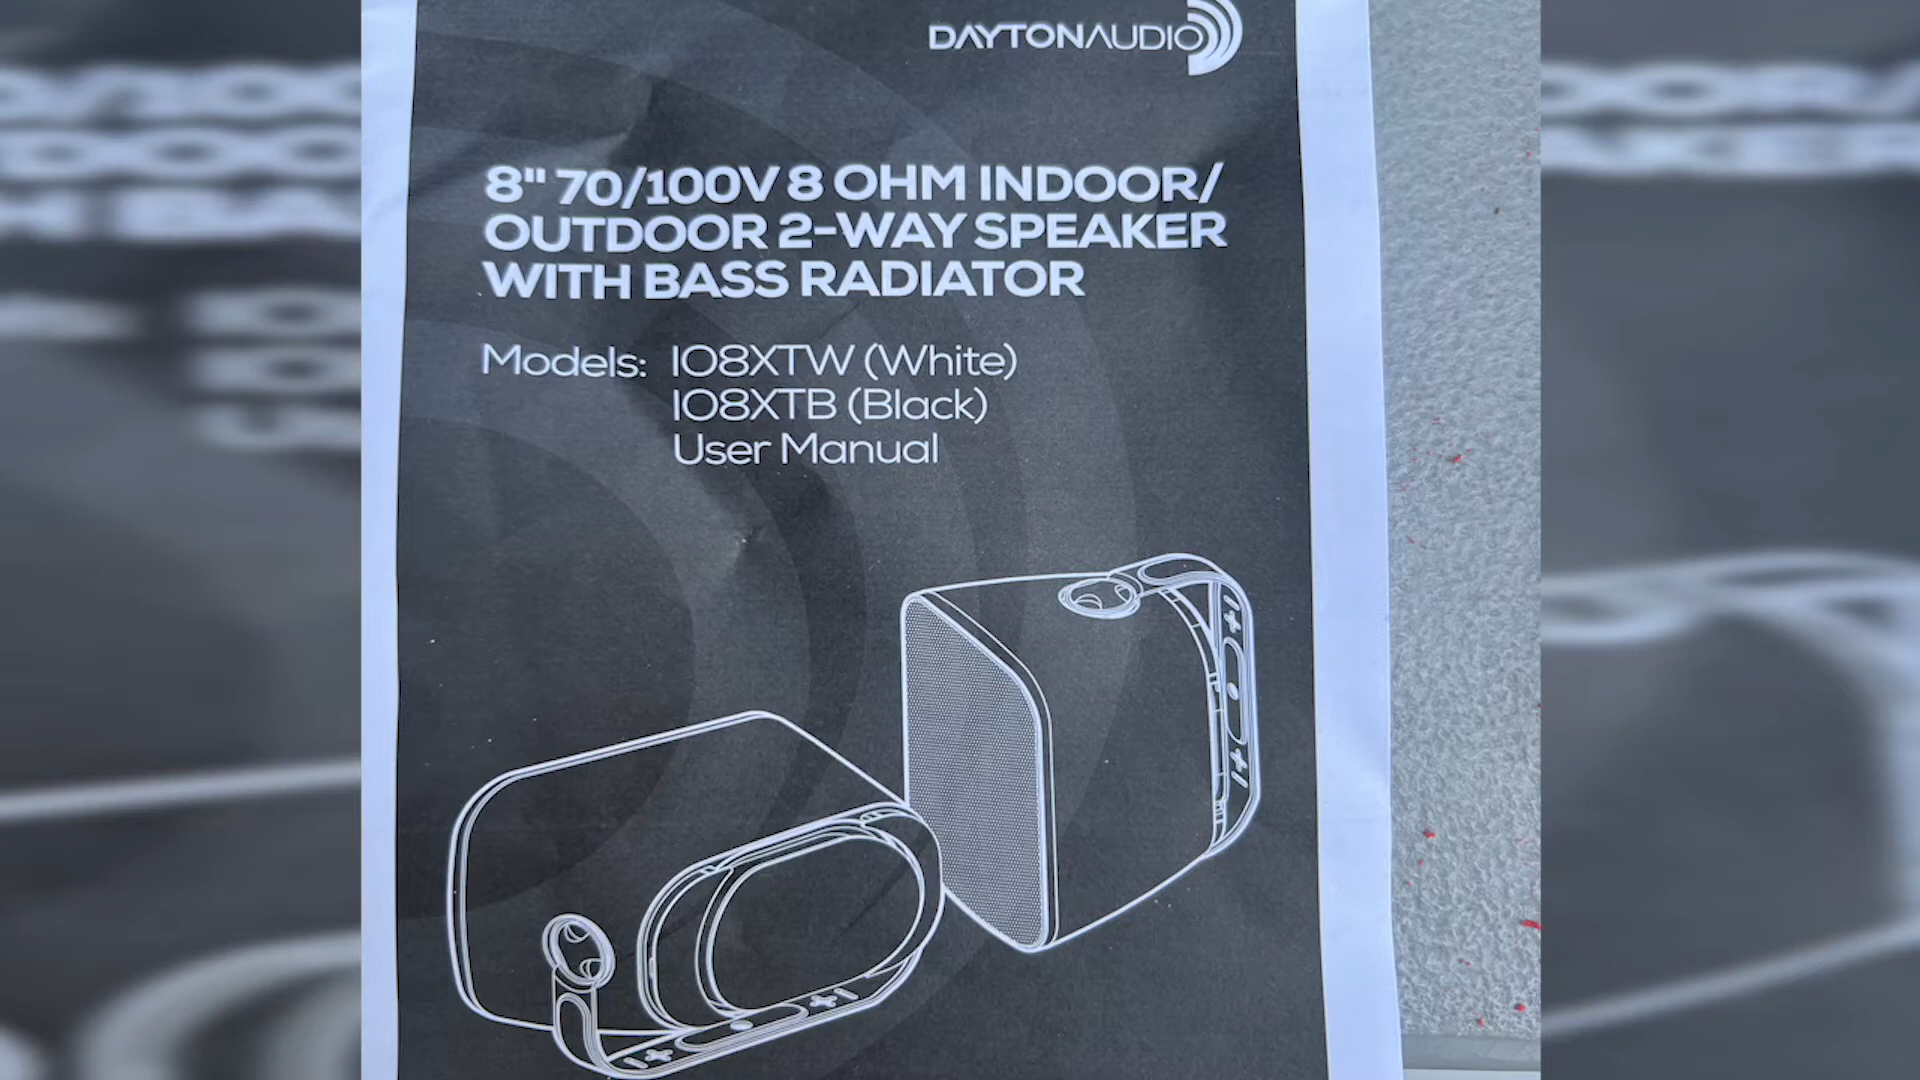 DAYTONAUDIO
8" 70/100V 8 OHM INDOOR/
OUTDOOR 2-WAY SPEAKER
WITH BASS RADIATOR
Models: IO8XTW (White)
IO8XTB (Black)
User Manual